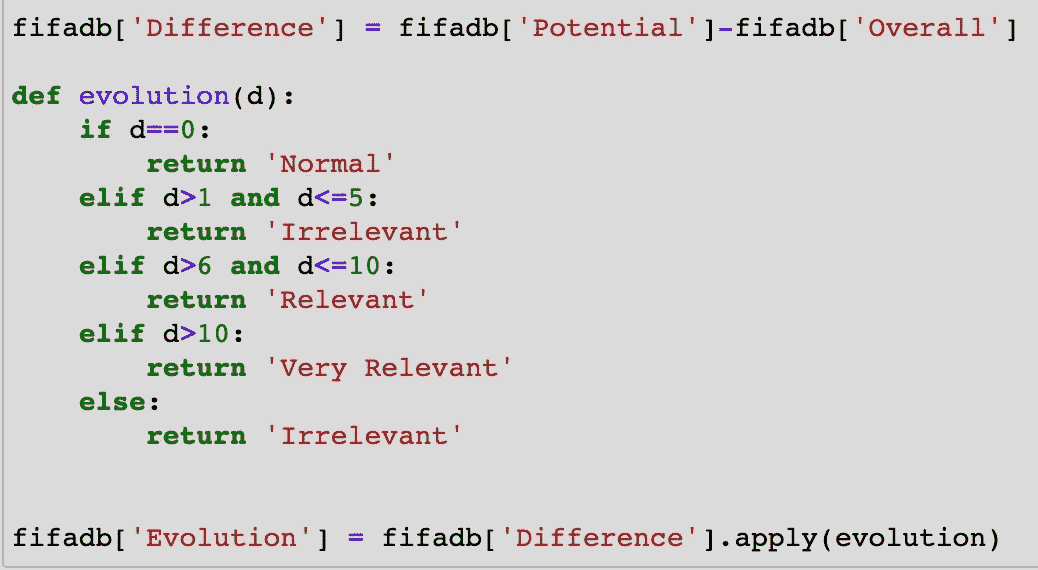 fifadb['Difference'] = fifadb['Potential']-fifadb['Overall']
def evolution(d):
    if d==0:
        return 'Normal'
    elif d>1 and d<=5:
        return 'Irrelevant'
    elif d>6 and d<=10:
        return 'Relevant'
    elif d>10:
        return 'Very Relevant'
    else:
        return 'Irrelevant'
fifadb['Evolution'] = fifadb['Difference'].apply(evolution)